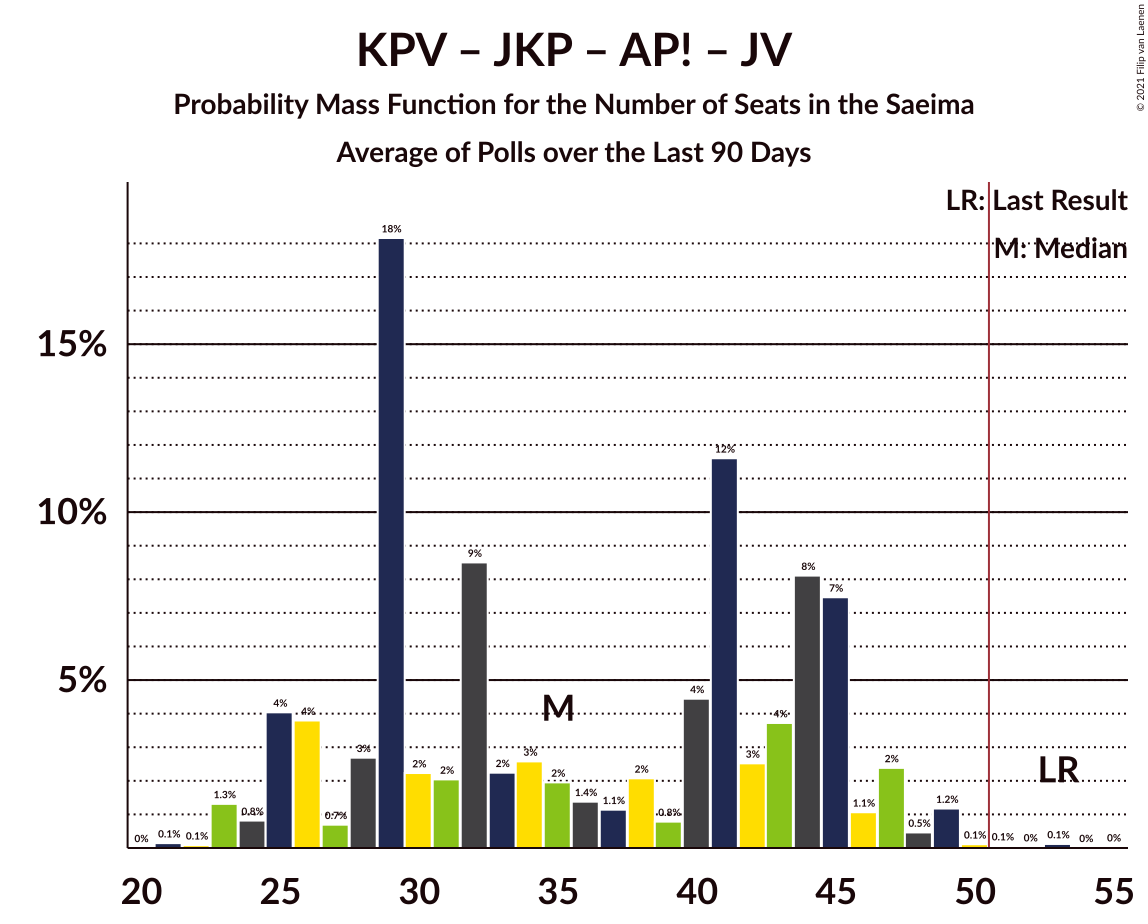 KPV – JKP – AP! – JV
Probability Mass Function for the Number of Seats in the Saeima
Average of Polls over the Last 90 Days
© 2021 Filip van Laenen
LR: Last Result
M: Median
15%
10%
5%
0% 0.1% 0.1% 1.3% 0.8% 4% 4% 0.7% 3% 18% 2% 2% 9% 2% 3% 2% 1.4% 1.1% 2% 0.8% 4% 12% 3% 4% 8% 7% 1.1% 2% 0.5% 1.2% 0.1% 0.1% 0% 0.1% 0% 0%
M
LR
20 25 30 35 40 45 50 55